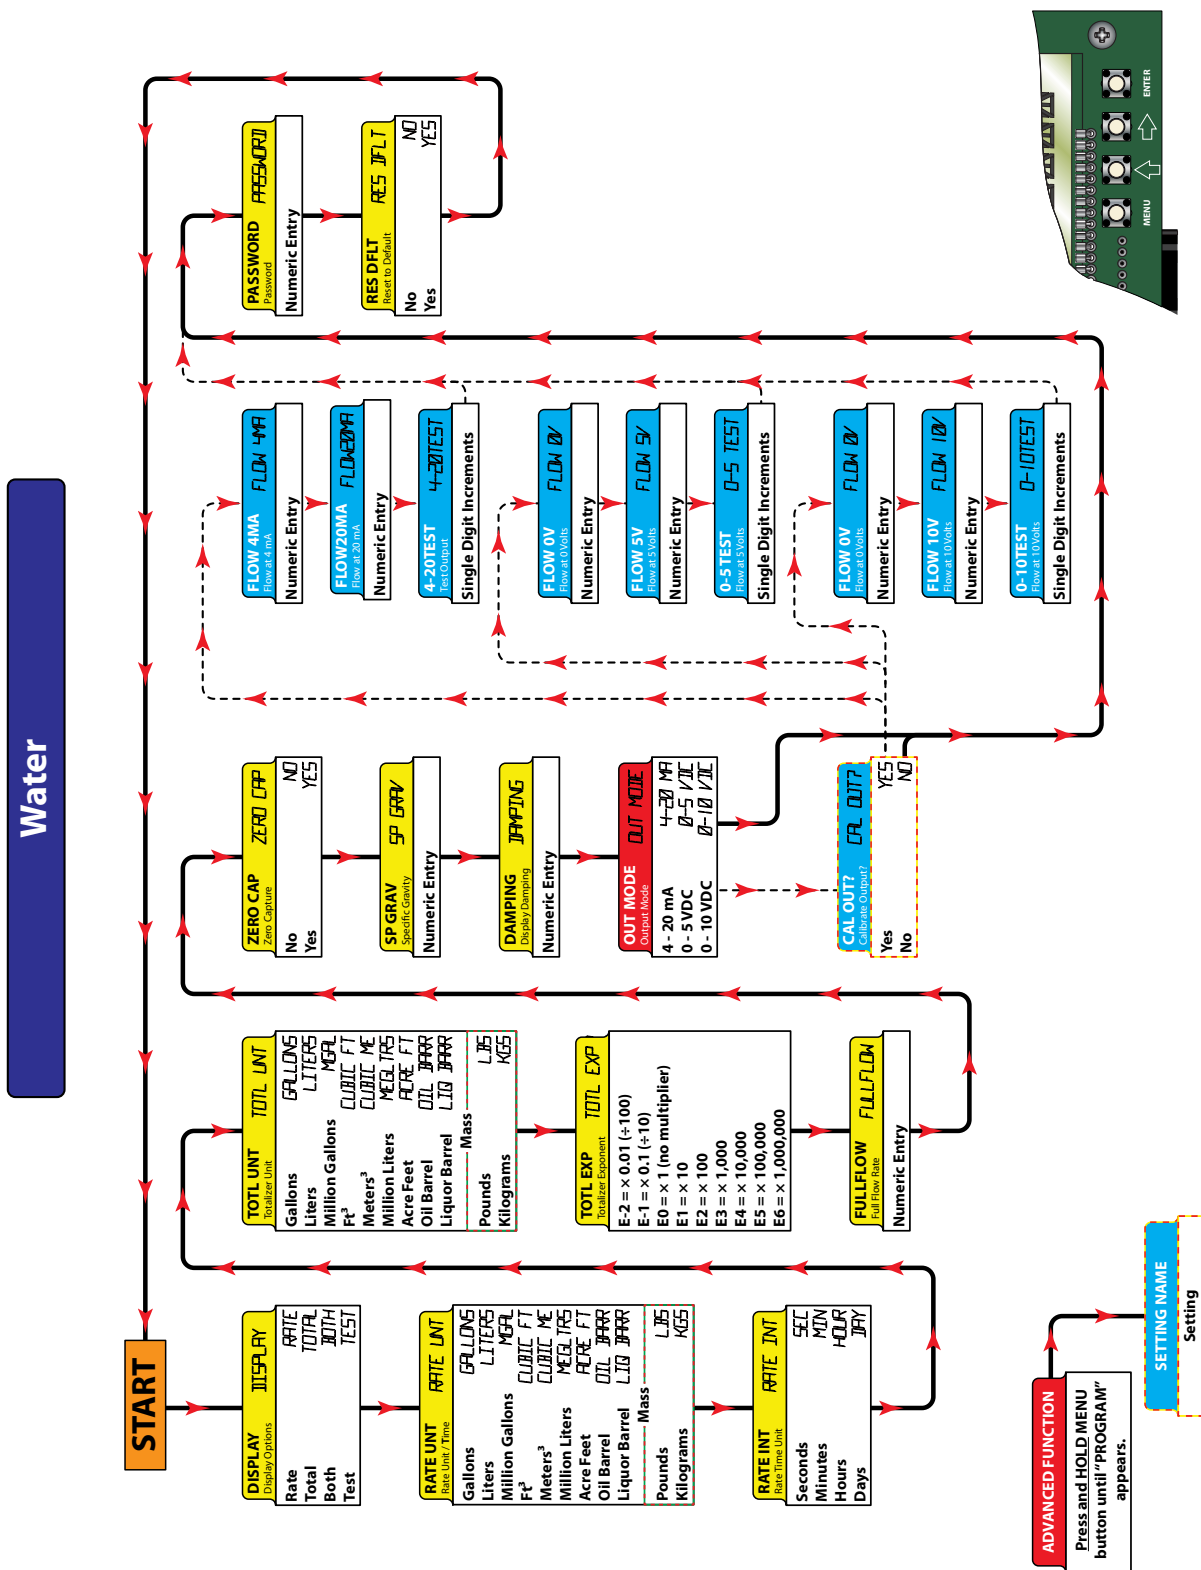 Water
START
DISPLAY DISPLAY
Display Options
Rate RATE
Total TOTAL
Both BOTH
Test TEST
RATE UNT RATE UNT
Rate Unit / Time
Gallons GALLONS
Liters LITERS
Million Gallons MGAL
Ft³ CUBIC FT
Meters³ CUBIC ME
Million Liters MEGLTRS
Acre Feet ACRE FT
Oil Barrel OIL BARR
Liquor Barrel LIQ BARR
Mass
Pounds LBS
Kilograms KGS
RATE INT RATE INT
Rate Time Unit
Seconds SEC
Minutes MIN
Hours HOUR
Days DAY
TOTL UNT TOTL UNT
Totalizer Unit
Gallons GALLONS
Liters LITERS
Million Gallons MGAL
Ft³ CUBIC FT
Meters³ CUBIC ME
Million Liters MEGLTRS
Acre Feet ACRE FT
Oil Barrel OIL BARR
Liquor Barrel LIQ BARR
Mass
Pounds LBS
Kilograms KGS
TOTL EXP TOTL EXP
Totalizer Exponent
E-2 = × 0.01 (÷100)
E-1 = × 0.1 (÷10)
E0 = × 1 (no multiplier)
E1 = × 10
E2 = × 100
E3 = × 1,000
E4 = × 10,000
E5 = × 100,000
E6 = × 1,000,000
FULLFLOW FULLFLOW
Full Flow Rate
Numeric Entry
ZERO CAP ZERO CAP
Zero Capture
No NO
Yes YES
SP GRAV SP GRAV
Specific Gravity
Numeric Entry
DAMPING DAMPING
Display Damping
Numeric Entry
OUT MODE OUT MODE
Output Mode
4 - 20 mA 4-20 MA
0 - 5 VDC 0-5 VDC
0 - 10 VDC 0-10 VDC
CAL OUT? CAL OUT?
Calibrate Output?
Yes YES
No NO
FLOW 4MA FLOW 4MA
Flow at 4 mA
Numeric Entry
FLOW20MA FLOW20MA
Flow at 20 mA
Numeric Entry
4-20TEST 4-20TEST
Test Output
Single Digit Increments
FLOW 0V FLOW 0V
Flow at 0 Volts
Numeric Entry
FLOW 5V FLOW 5V
Flow at 5 Volts
Numeric Entry
0-5 TEST 0-5 TEST
Flow at 5 Volts
Single Digit Increments
FLOW 0V FLOW 0V
Flow at 0 Volts
Numeric Entry
FLOW 10V FLOW 10V
Flow at 10 Volts
Numeric Entry
0-10TEST 0-10TEST
Flow at 10 Volts
Single Digit Increments
PASSWORD PASSWORD
Password
Numeric Entry
RES DFLT RES DFLT
Reset to Default
No NO
Yes YES
ADVANCED FUNCTION
Press and HOLD MENU
button until "PROGRAM"
appears.
SETTING NAME
Setting
MENU
ENTER